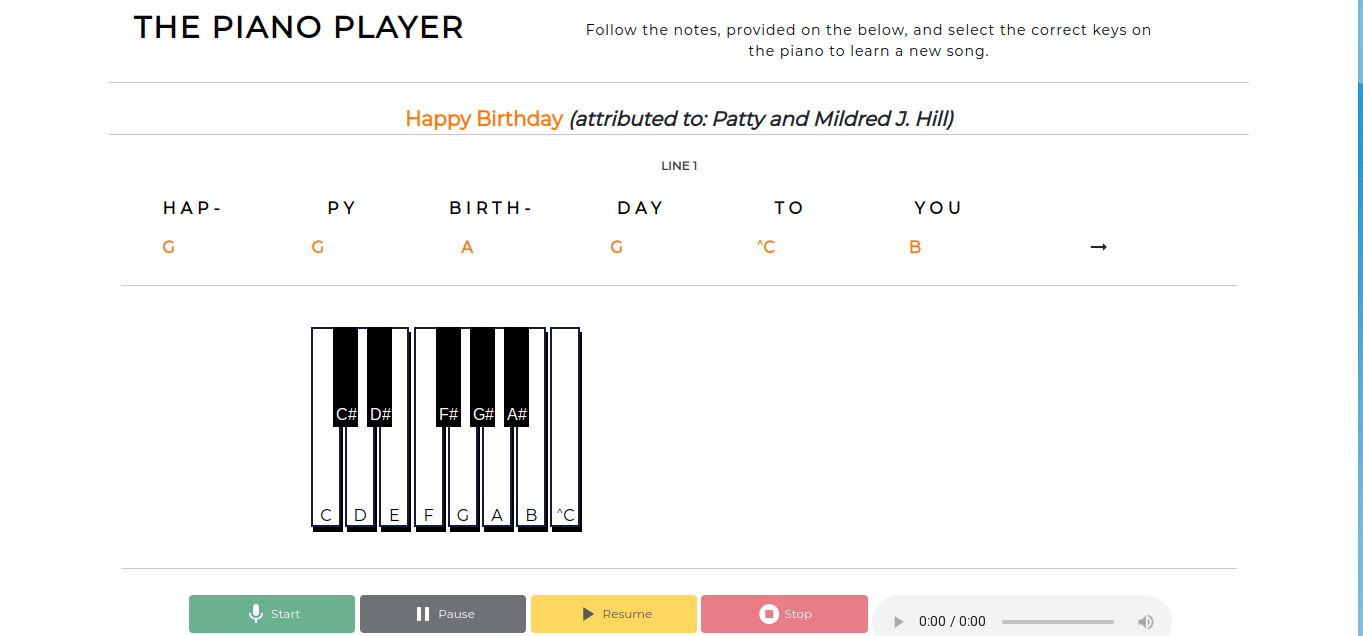 THE PIANO PLAYER
Follow the notes, provided on the below, and select the correct keys on
the piano to learn a new song.
Happy Birthday (attributed to: Patty and Mildred J. Hill)
LINE 1
HAP- PY BIRTH- DAY TO YOU
G G A G ^C B →
C# D# F# G# A#
C D E F G A B ^C
Start Pause Resume Stop 0:00 / 0:00